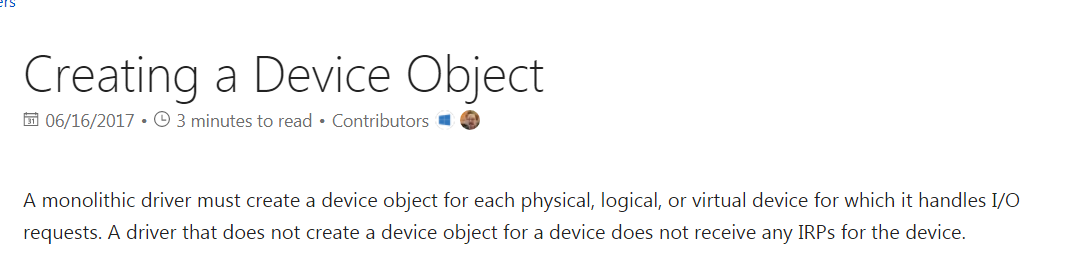 ers
Creating a Device Object
31 06/16/2017 • 3 minutes to read • Contributors
A monolithic driver must create a device object for each physical, logical, or virtual device for which it handles I/O
requests. A driver that does not create a device object for a device does not receive any IRPs for the device.